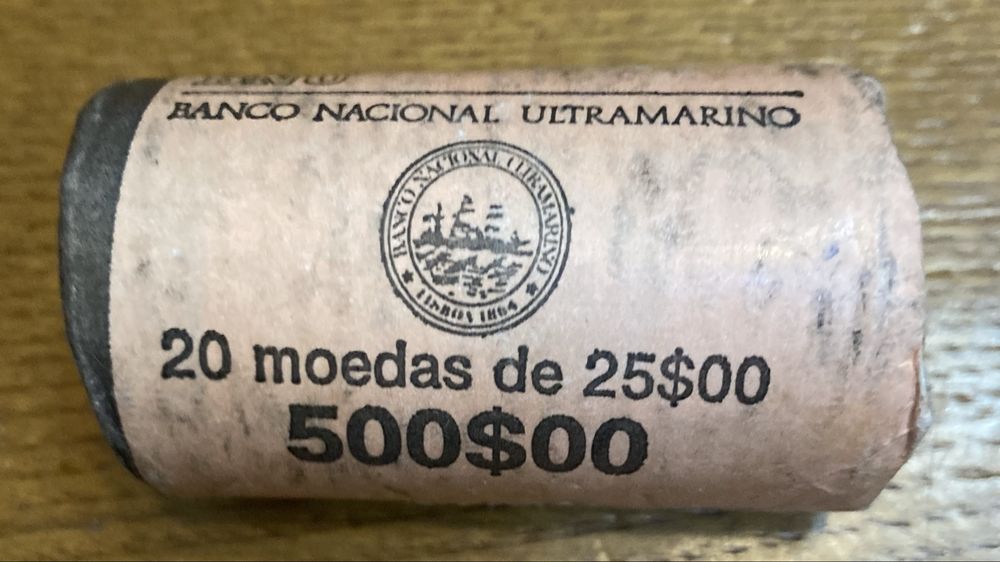 BANCO NACIONAL ULTRAMARINO
BANCO NACIONAL ULTRAMARINO
LISBOA 1864
20 moedas de 25$00
500$00